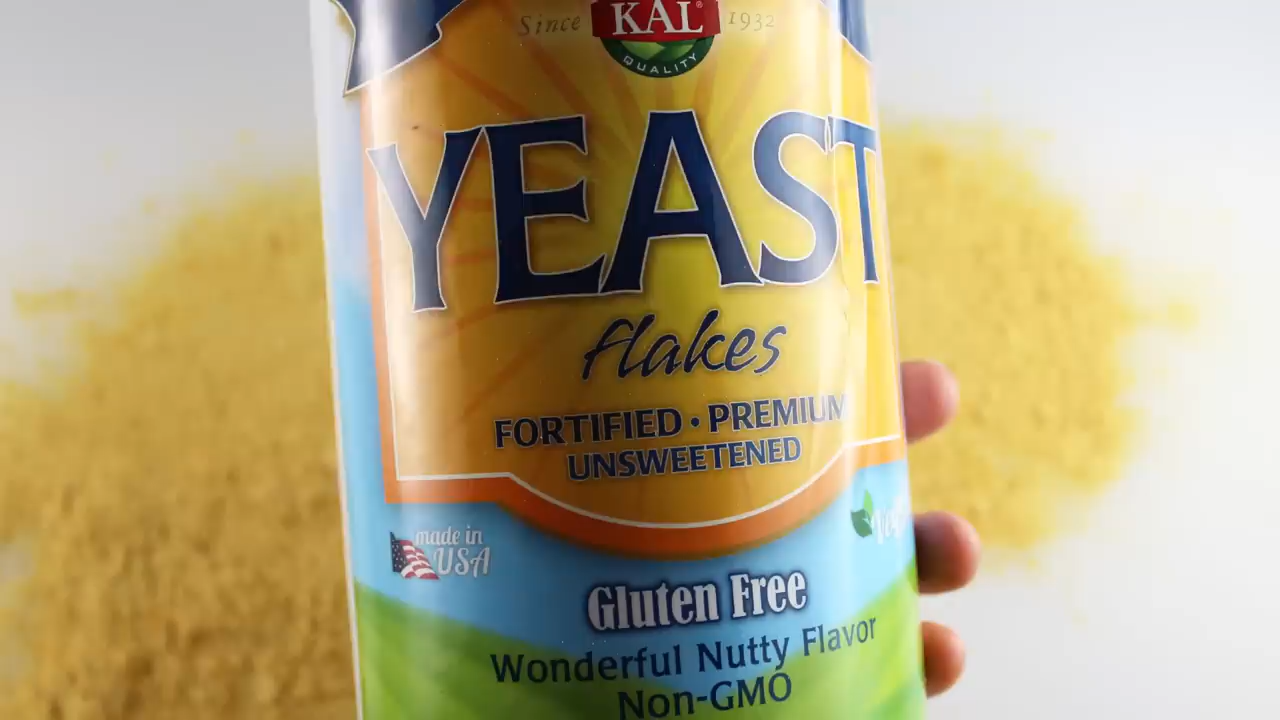 Since KAL® 1932
QUALITY
YEAST
flakes
FORTIFIED • PREMIUM
UNSWEETENED
made in
USA
Gluten Free
Wonderful Nutty Flavor
Non-GMO